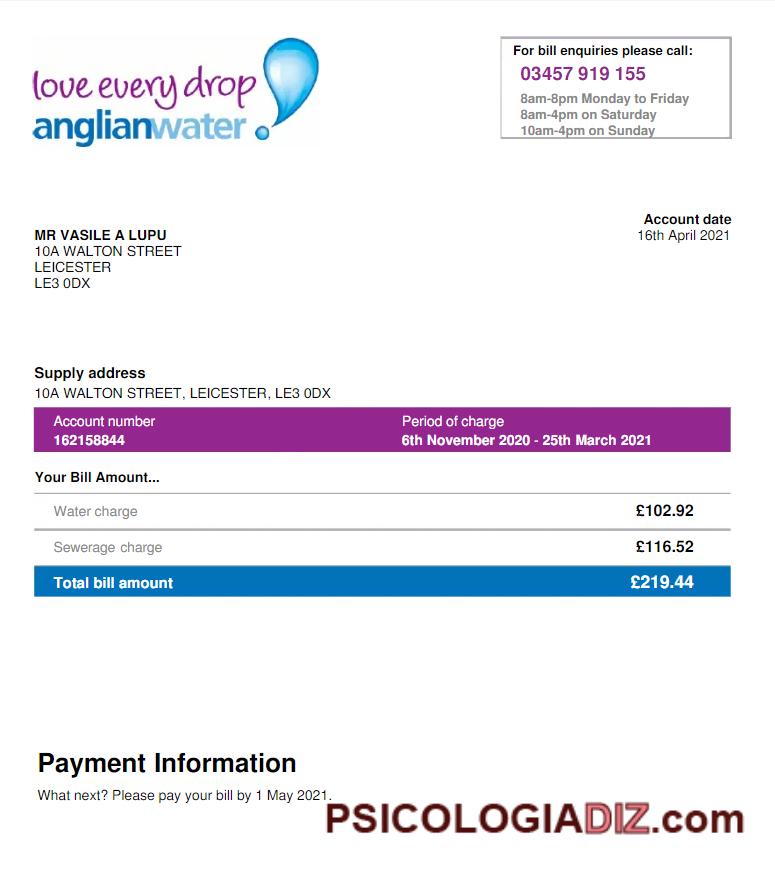 love every drop
anglianwater
For bill enquiries please call:
03457 919 155
8am-8pm Monday to Friday
8am-4pm on Saturday
10am-4pm on Sunday
Account date
16th April 2021
MR VASILE A LUPU
10A WALTON STREET
LEICESTER
LE3 0DX
Supply address
10A WALTON STREET, LEICESTER, LE3 0DX
Account number Period of charge
162158844 6th November 2020 - 25th March 2021
Your Bill Amount...
Water charge £102.92
Sewerage charge £116.52
Total bill amount £219.44
Payment Information
What next? Please pay your bill by 1 May 2021.
PSICOLOGIADIZ.com